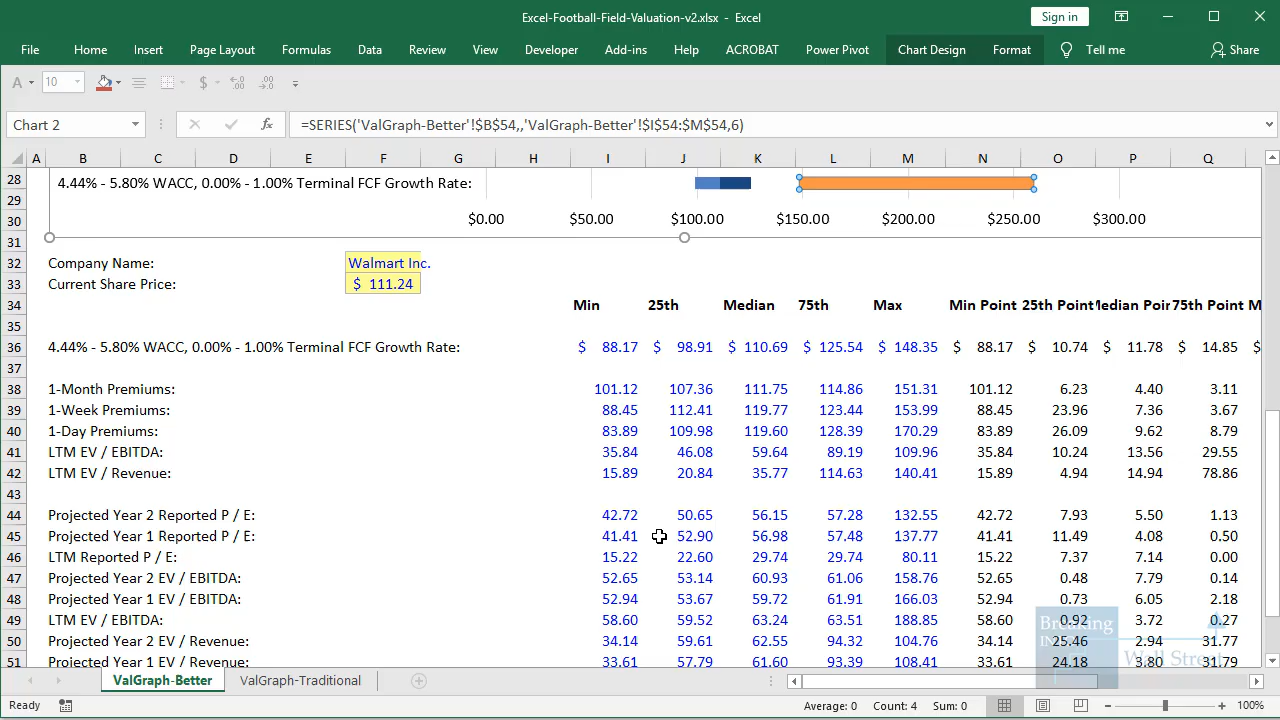 Excel-Football-Field-Valuation-v2.xlsx - Excel
Sign in
File Home Insert Page Layout Formulas Data Review View Developer Add-ins Help ACROBAT Power Pivot Chart Design Format Tell me Share
A 10 $
Chart 2 fx =SERIES('ValGraph-Better'!$B$54,,'ValGraph-Better'!$I$54:$M$54,6)
A B C D E F G H I J K L M N O P Q
28 4.44% - 5.80% WACC, 0.00% - 1.00% Terminal FCF Growth Rate:
29
30 $0.00 $50.00 $100.00 $150.00 $200.00 $250.00 $300.00
31
32 Company Name: Walmart Inc.
33 Current Share Price: $ 111.24
34 Min 25th Median 75th Max Min Point 25th Point Median Poin 75th Point M
35
36 4.44% - 5.80% WACC, 0.00% - 1.00% Terminal FCF Growth Rate: $ 88.17 $ 98.91 $ 110.69 $ 125.54 $ 148.35 $ 88.17 $ 10.74 $ 11.78 $ 14.85 $
37
38 1-Month Premiums: 101.12 107.36 111.75 114.86 151.31 101.12 6.23 4.40 3.11
39 1-Week Premiums: 88.45 112.41 119.77 123.44 153.99 88.45 23.96 7.36 3.67
40 1-Day Premiums: 83.89 109.98 119.60 128.39 170.29 83.89 26.09 9.62 8.79
41 LTM EV / EBITDA: 35.84 46.08 59.64 89.19 109.96 35.84 10.24 13.56 29.55
42 LTM EV / Revenue: 15.89 20.84 35.77 114.63 140.41 15.89 4.94 14.94 78.86
43
44 Projected Year 2 Reported P / E: 42.72 50.65 56.15 57.28 132.55 42.72 7.93 5.50 1.13
45 Projected Year 1 Reported P / E: 41.41 52.90 56.98 57.48 137.77 41.41 11.49 4.08 0.50
46 LTM Reported P / E: 15.22 22.60 29.74 29.74 80.11 15.22 7.37 7.14 0.00
47 Projected Year 2 EV / EBITDA: 52.65 53.14 60.93 61.06 158.76 52.65 0.48 7.79 0.14
48 Projected Year 1 EV / EBITDA: 52.94 53.67 59.72 61.91 166.03 52.94 0.73 6.05 2.18
49 LTM EV / EBITDA: 58.60 59.52 63.24 63.51 188.85 58.60 0.92 3.72 0.27
50 Projected Year 2 EV / Revenue: 34.14 59.61 62.55 94.32 104.76 34.14 25.46 2.94 31.77
51 Projected Year 1 EV / Revenue: 33.61 57.79 61.60 93.39 108.41 33.61 24.18 3.80 31.79
Breaking
INTO
Wall Street
ValGraph-Better ValGraph-Traditional
Ready Average: 0 Count: 4 Sum: 0 100%